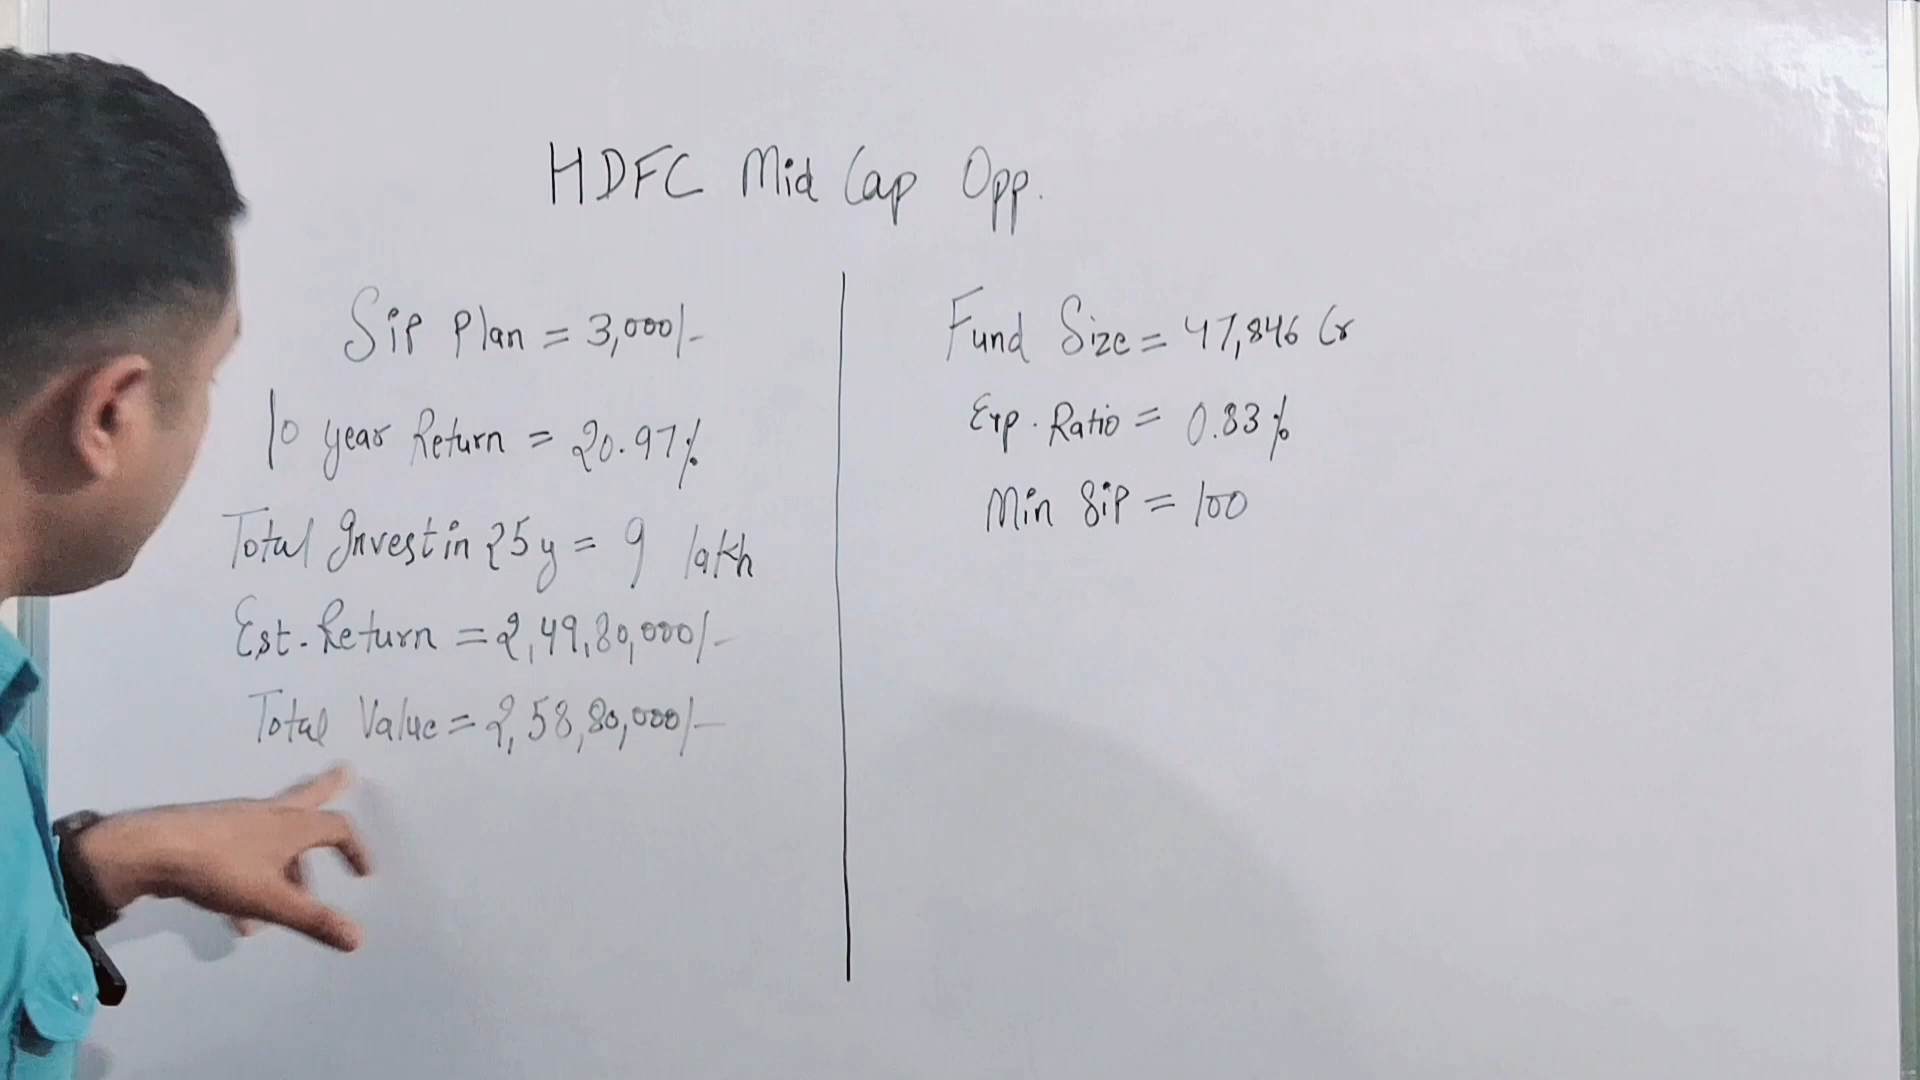 HDFC Mid Cap Opp.
SiP Plan = 3,000/-
10 year Return = 20.97%
Total Invest in 25y = 9 lakh
Est. Return = 2,49,80,000/-
Total Value = 2,58,80,000/-
Fund Size = 47,846 Cr
Exp. Ratio = 0.83%
Min SiP = 100